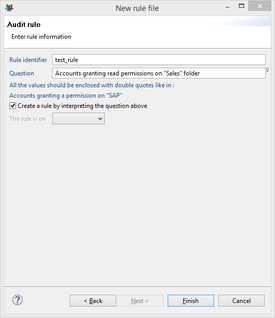 New rule file
Audit rule
Enter rule information
Rule identifier test_rule
Question Accounts granting read permissions on "Sales" folder
All the values should be enclosed with double quotes like in :
Accounts granting a permission on "SAP"
Create a rule by interpreting the question above
The rule is on
< Back Next > Finish Cancel